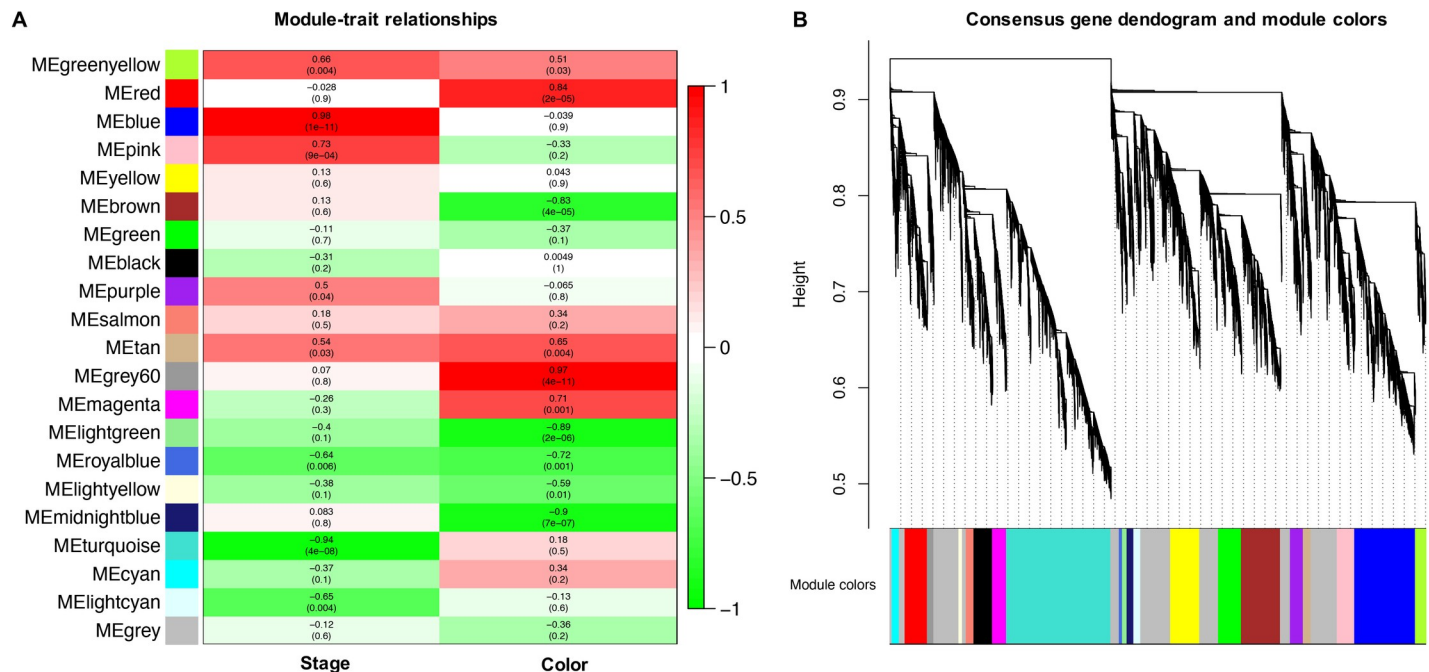 A
Module-trait relationships
MEgreenyellow 0.66 0.51
(0.004) (0.03)
MEred −0.028 0.84
(0.9) (2e−05)
MEblue 0.98 −0.039
(1e−11) (0.9)
MEpink 0.73 −0.33
(9e−04) (0.2)
MEyellow 0.13 0.043
(0.6) (0.9)
MEbrown 0.13 −0.83
(0.6) (4e−05)
MEgreen −0.11 −0.37
(0.7) (0.1)
MEblack −0.31 0.0049
(0.2) (1)
MEpurple 0.5 −0.065
(0.04) (0.8)
MEsalmon 0.18 0.34
(0.5) (0.2)
MEtan 0.54 0.65
(0.03) (0.004)
MEgrey60 0.07 0.97
(0.8) (4e−11)
MEmagenta −0.26 0.71
(0.3) (0.001)
MElightgreen −0.4 −0.89
(0.1) (2e−06)
MEroyalblue −0.64 −0.72
(0.006) (0.001)
MElightyellow −0.38 −0.59
(0.1) (0.01)
MEmidnightblue 0.083 −0.9
(0.8) (7e−07)
MEturquoise −0.94 0.18
(4e−08) (0.5)
MEcyan −0.37 0.34
(0.1) (0.2)
MElightcyan −0.65 −0.13
(0.004) (0.6)
MEgrey −0.12 −0.36
(0.6) (0.2)
Stage Color
1
0.5
0
−0.5
−1
B
Consensus gene dendogram and module colors
Height
0.9
0.8
0.7
0.6
0.5
Module colors